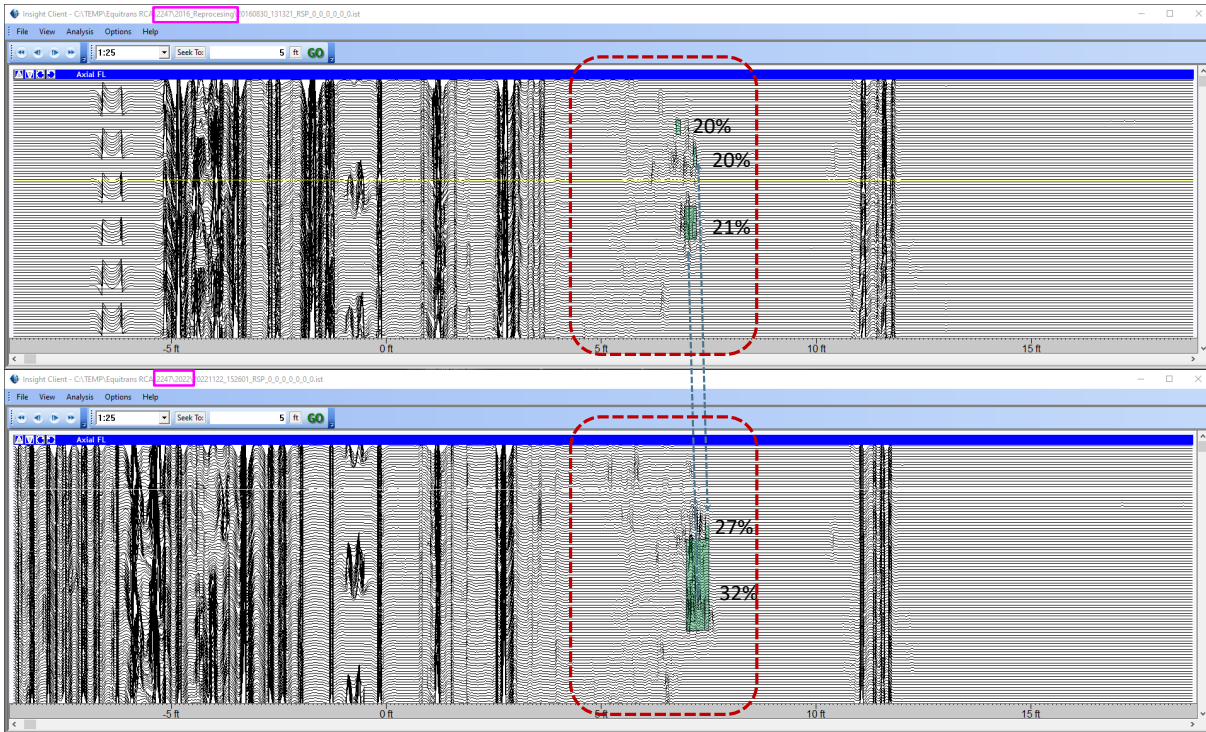 Insight Client - C:\TEMP\Equitrans RCA\2247\2016_Reprocesing\20160830_131321_RSP_0_0_0_0_0_0.ist
File View Analysis Options Help
1:25 Seek To: 5 ft GO
Axial FL
20%
20%
21%
-5 ft 0 ft 5 ft 10 ft 15 ft
Insight Client - C:\TEMP\Equitrans RCA\2247\2022\20221122_152601_RSP_0_0_0_0_0_0_0.ist
File View Analysis Options Help
1:25 Seek To: 5 ft GO
Axial FL
27%
32%
-5 ft 0 ft 5 ft 10 ft 15 ft